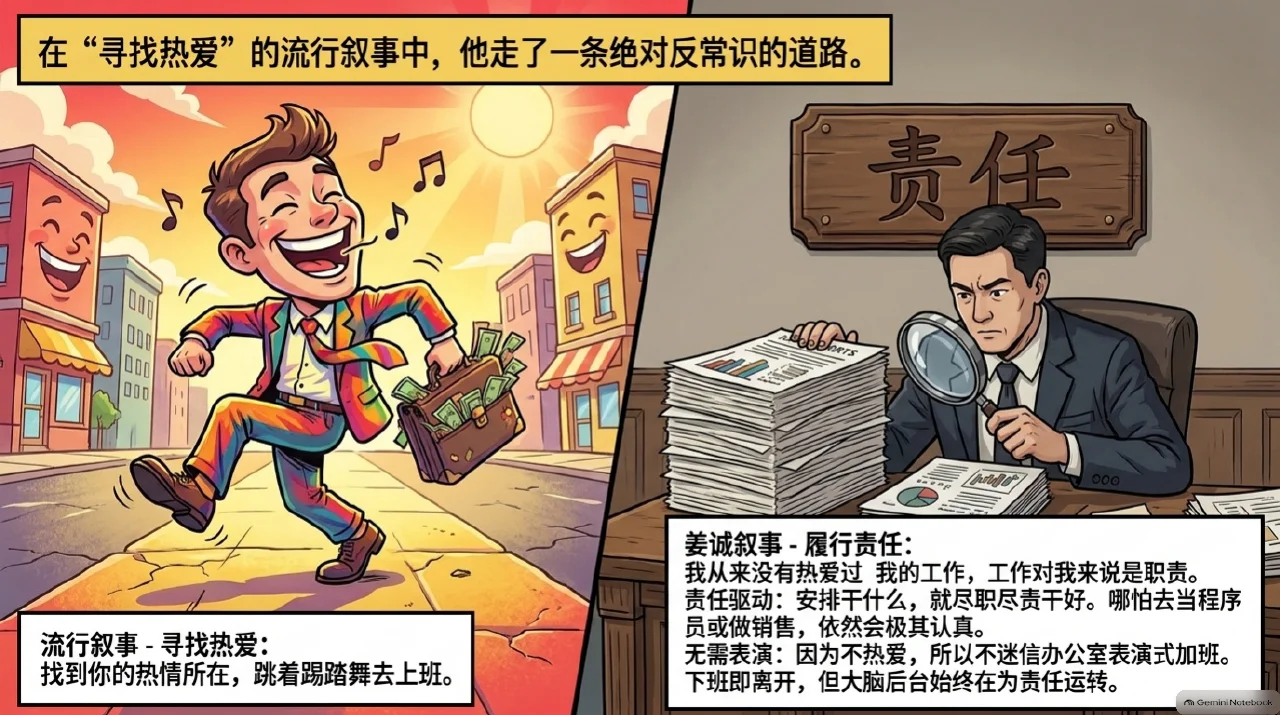 在“寻找热爱”的流行叙事中，他走了一条绝对反常识的道路。
责任
流行叙事 - 寻找热爱：
找到你的热情所在，跳着踢踏舞去上班。
姜诚叙事 - 履行责任：
我从来没有热爱过 我的工作，工作对我来说是职责。
责任驱动：安排干什么，就尽职尽责干好。哪怕去当程序
员或做销售，依然会极其认真。
无需表演：因为不热爱，所以不迷信办公室表演式加班。
下班即离开，但大脑后台始终在为责任运转。
Gemini Notebook